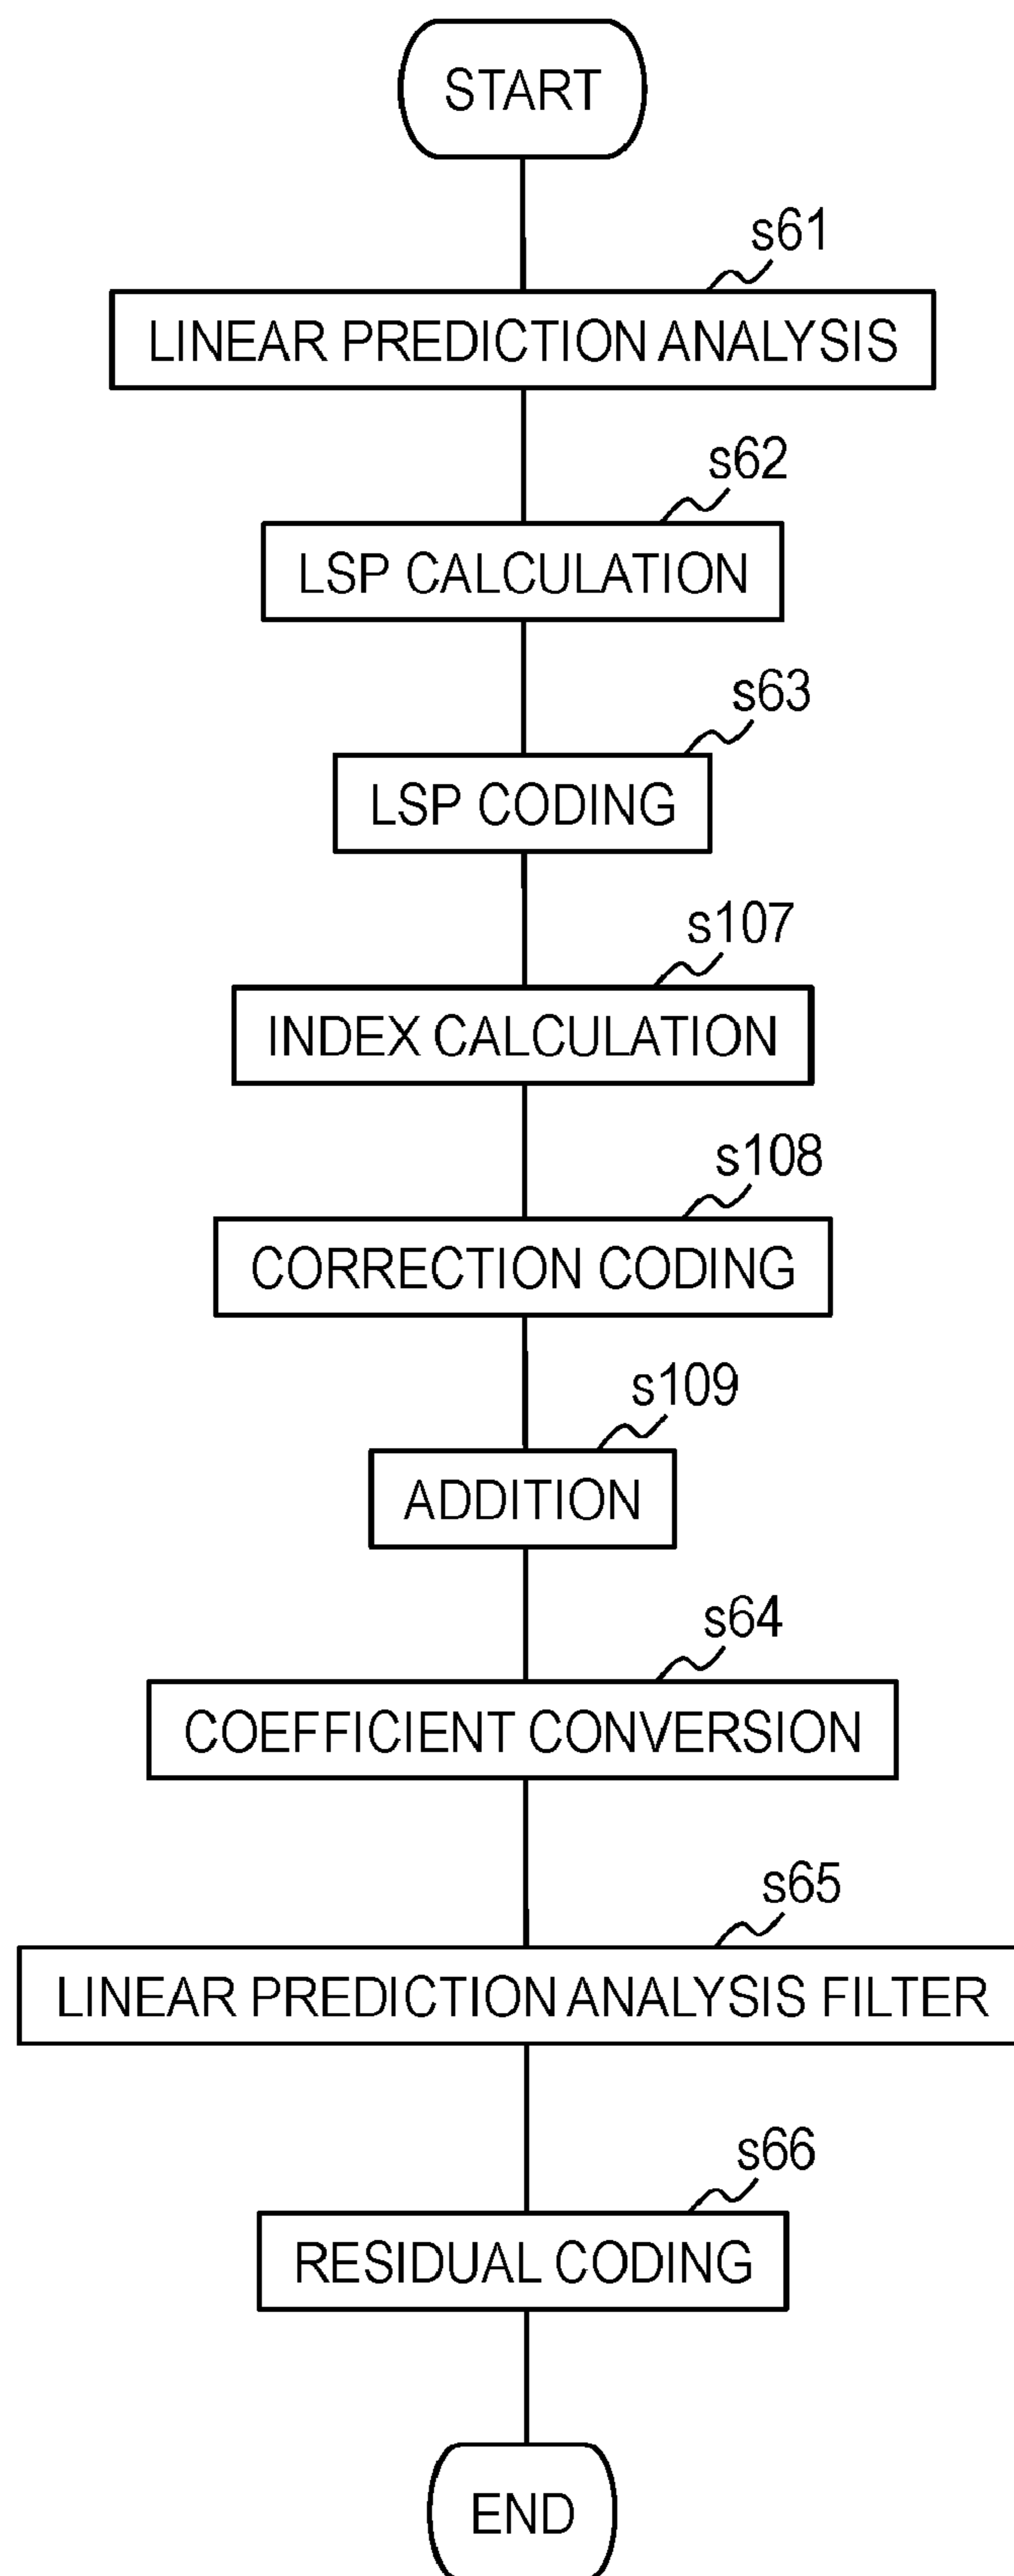 START
s61
LINEAR PREDICTION ANALYSIS
s62
LSP CALCULATION
s63
LSP CODING
s107
INDEX CALCULATION
s108
CORRECTION CODING
s109
ADDITION
s64
COEFFICIENT CONVERSION
s65
LINEAR PREDICTION ANALYSIS FILTER
s66
RESIDUAL CODING
END